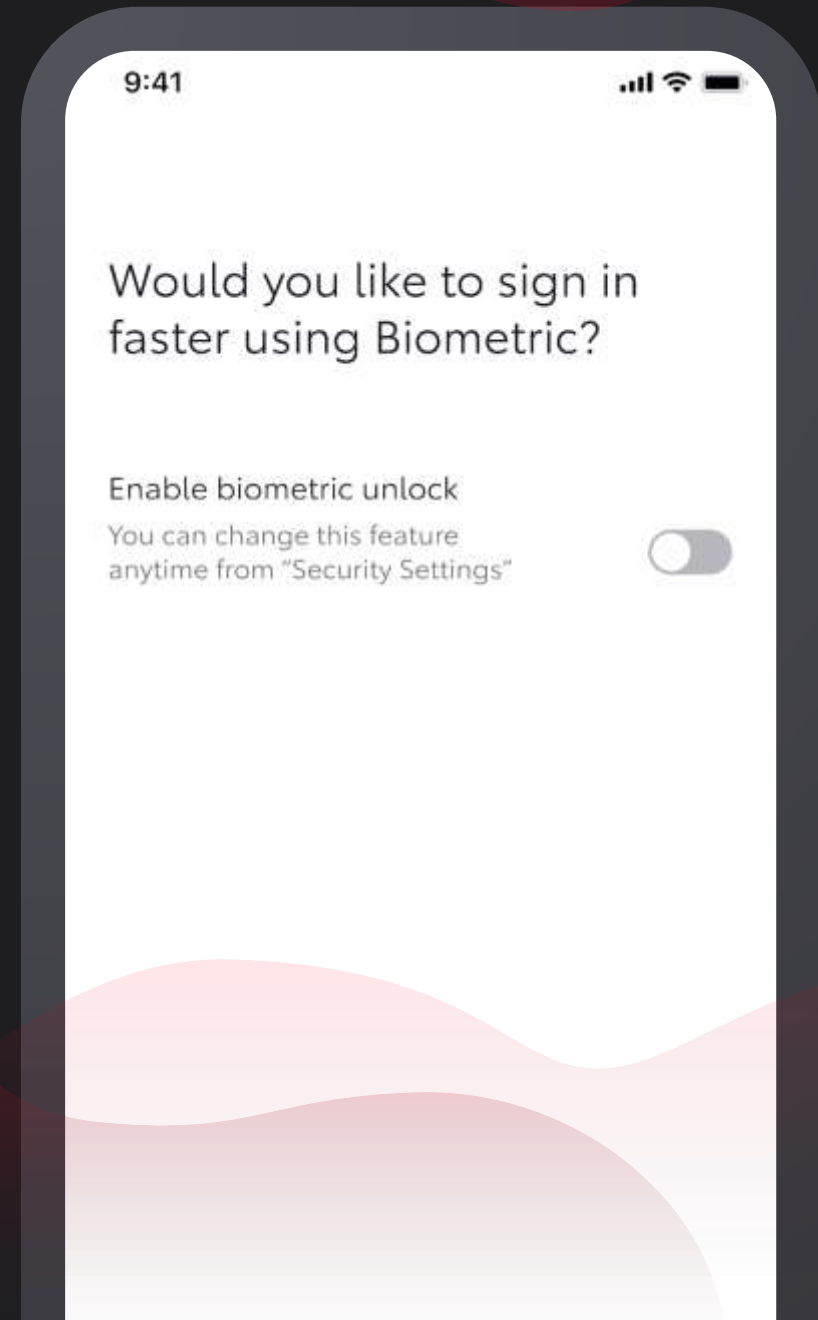 9:41
Would you like to sign in
faster using Biometric?
Enable biometric unlock
You can change this feature
anytime from “Security Settings”